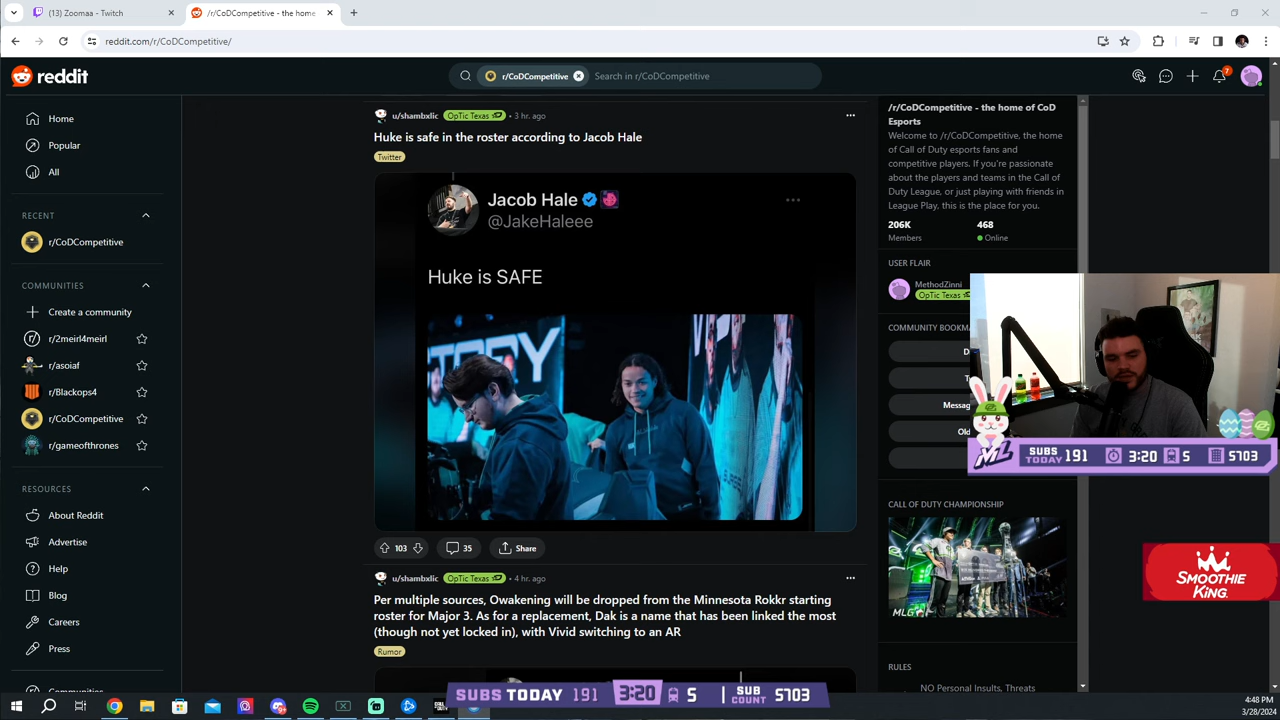 (13) Zoomaa - Twitch
/r/CoDCompetitive - the home
reddit.com/r/CoDCompetitive/
reddit
r/CoDCompetitive
Search in r/CoDCompetitive
7
Home
Popular
All
RECENT
r/CoDCompetitive
COMMUNITIES
Create a community
r/2meirl4meirl
r/asoiaf
r/Blackops4
r/CoDCompetitive
r/gameofthrones
RESOURCES
About Reddit
Advertise
Help
Blog
Careers
Press
u/shambxlic OpTic Texas • 3 hr. ago
Huke is safe in the roster according to Jacob Hale
Twitter
Jacob Hale
@JakeHaleee
Huke is SAFE
103
35
Share
u/shambxlic OpTic Texas • 4 hr. ago
Per multiple sources, Owakening will be dropped from the Minnesota Rokkr starting
roster for Major 3. As for a replacement, Dak is a name that has been linked the most
(though not yet locked in), with Vivid switching to an AR
Rumor
/r/CoDCompetitive - the home of CoD
Esports
Welcome to /r/CoDCompetitive, the home
of Call of Duty esports fans and
competitive players. If you're passionate
about the players and teams in the Call of
Duty League, or just playing with friends in
League Play, this is the place for you.
206K
468
Members
Online
USER FLAIR
MethodZinni
OpTic Texas
COMMUNITY BOOKMA
Messag
Old
CALL OF DUTY CHAMPIONSHIP
MLG
RULES
NO Personal Insults, Threats
ML
SUBS
TODAY 191
3:20
5
5703
SMOOTHIE
KING
SUBS TODAY 191 3:20 5 SUB
COUNT 5703
4:48 PM
3/28/2024